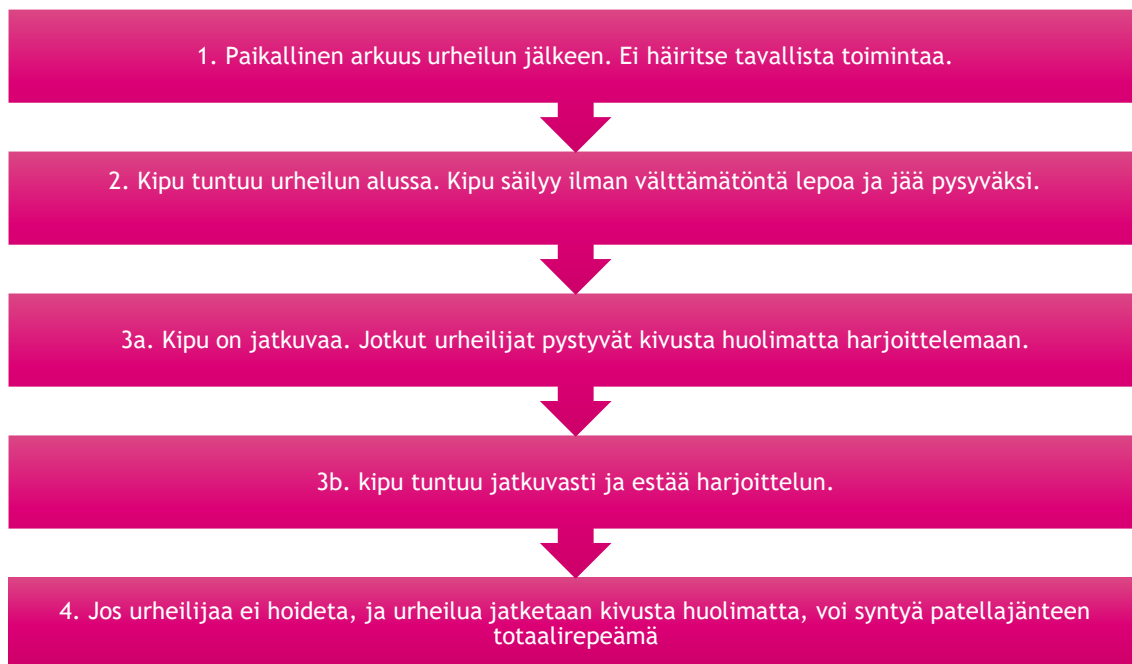 1. Paikallinen arkuus urheilun jälkeen. Ei häiritse tavallista toimintaa.
2. Kipu tuntuu urheilun alussa. Kipu säilyy ilman välttämätöntä lepoa ja jää pysyväksi.
3a. Kipu on jatkuvaa. Jotkut urheilijat pystyvät kivusta huolimatta harjoittelemaan.
3b. kipu tuntuu jatkuvasti ja estää harjoittelun.
4. Jos urheilijaa ei hoideta, ja urheilua jatketaan kivusta huolimatta, voi syntyä patellajänteen
totaalirepeämä